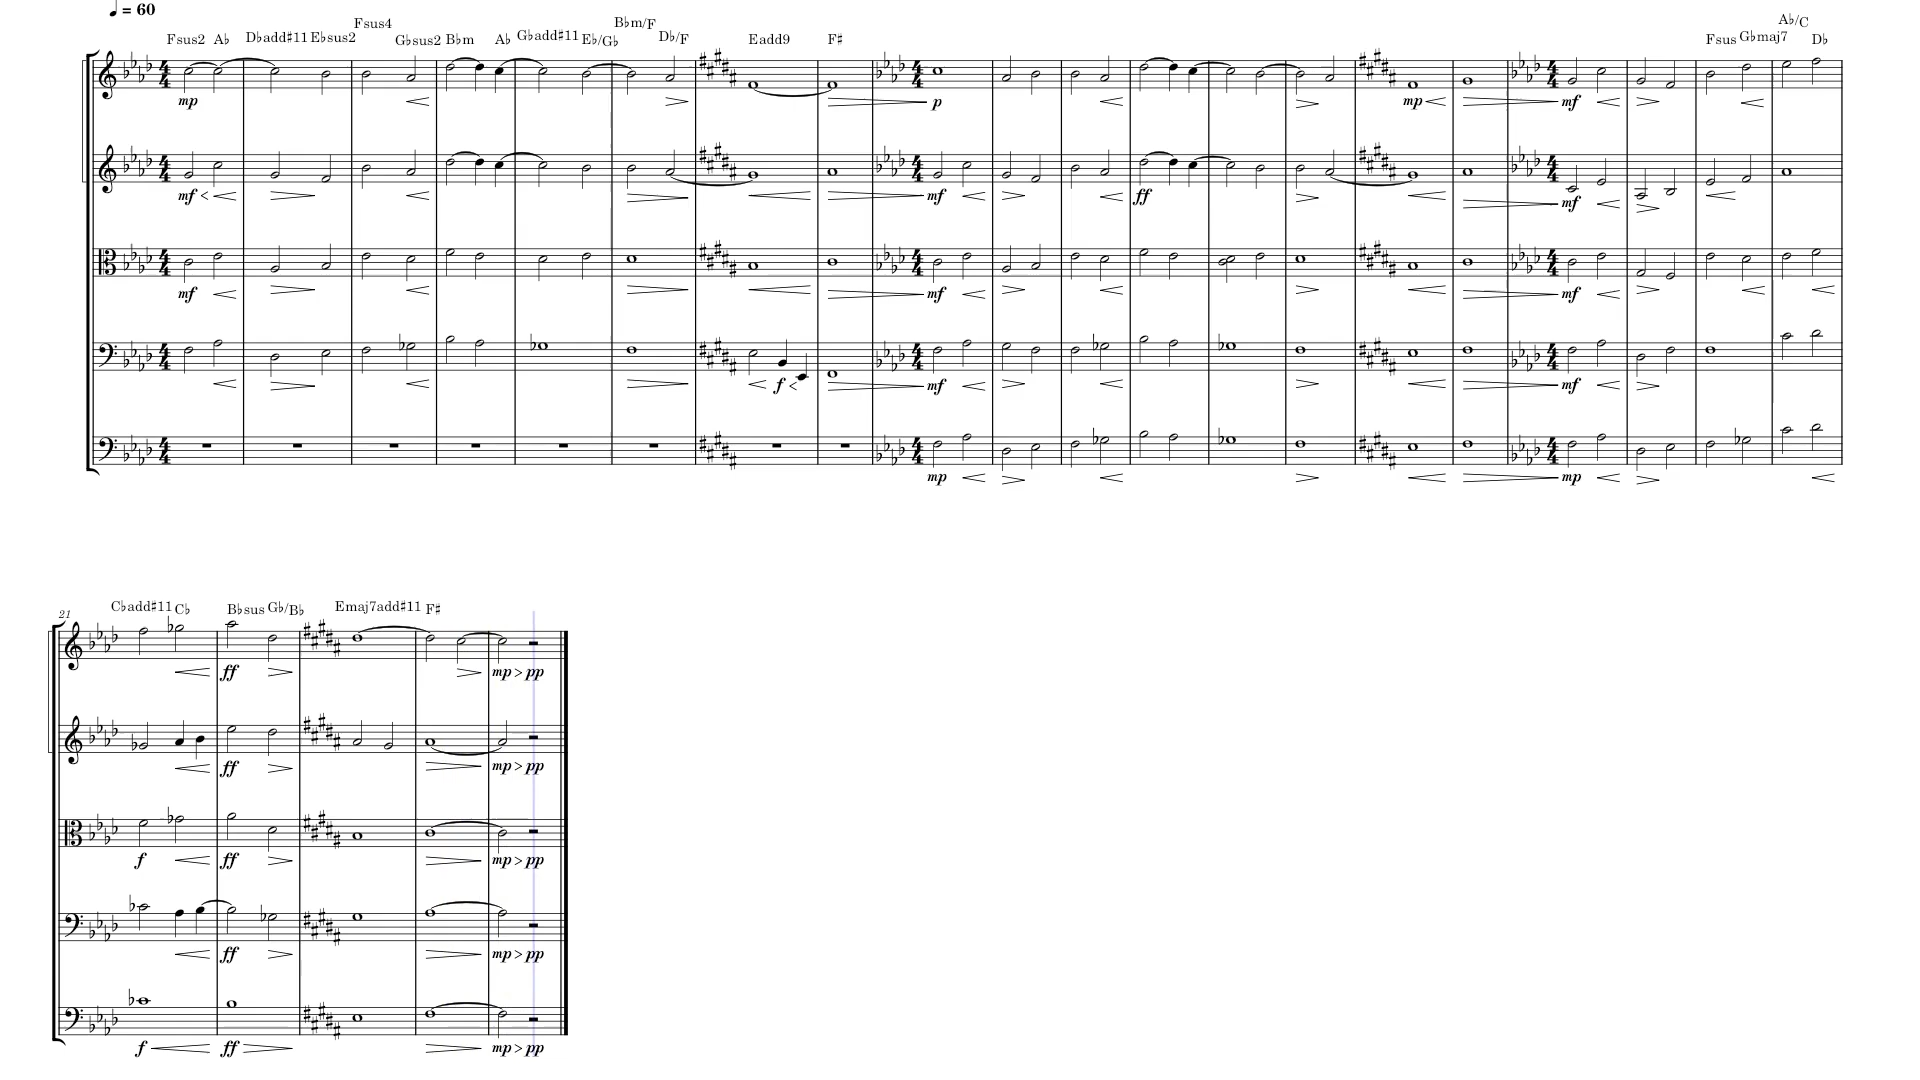 ♩ = 60
Fsus2 A♭ D♭add♯11 E♭sus2 Fsus4 G♭sus2 B♭m A♭ G♭add♯11 E♭/G♭ B♭m/F D♭/F Eadd9 F♯ Fsus G♭maj7 A♭/C D♭
mp p mp mf
mf mf ff mf
mf mf mf
f mf mf
mp mp
21
C♭add♯11 C♭ B♭sus G♭/B♭ Emaj7add♯11 F♯
ff mp pp
ff mp pp
f ff mp pp
ff mp pp
f ff mp pp